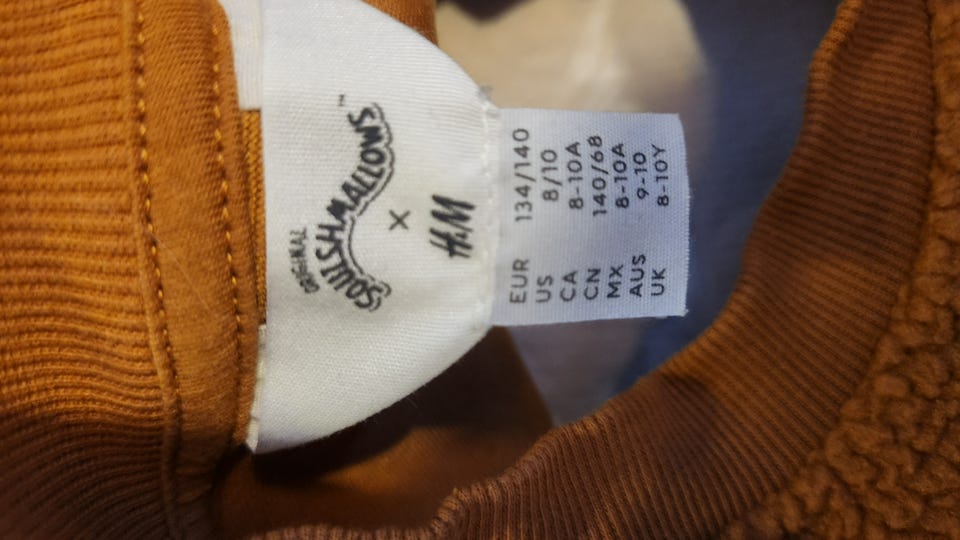 ORIGINAL
SQUISHMALLOWS™
×
H&M
EUR 134/140
US 8/10
CA 8-10A
CN 140/68
MX 8-10A
AUS 9-10
UK 8-10Y